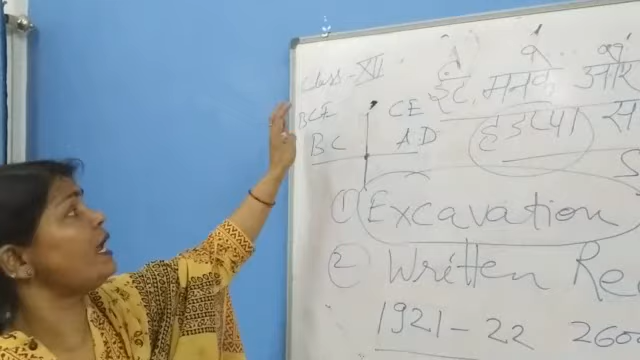 Class-XII
ईंट मनके और
BCE CE
BC AD
हड़प्पा स
① Excavation
② Written Re
1921-22 260